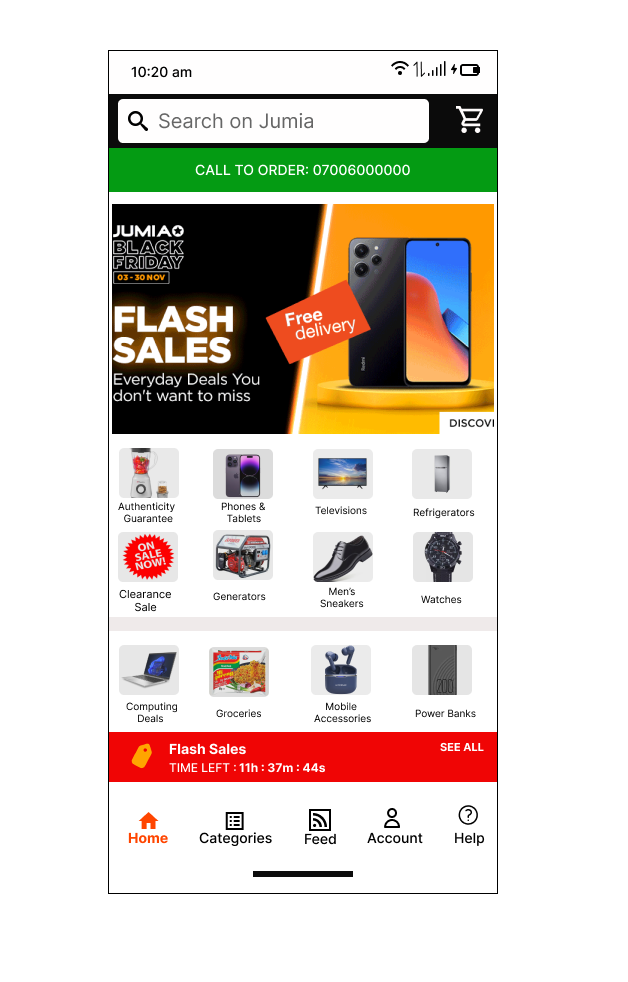 10:20 am
Search on Jumia
CALL TO ORDER: 07006000000
JUMIA
BLACK
FRIDAY
03 - 30 NOV
FLASH
SALES
Everyday Deals You
don't want to miss
Free
delivery
Redmi
DISCOVI
Authenticity
Guarantee
Phones &
Tablets
Televisions
Refrigerators
ON
SALE
NOW!
Clearance
Sale
Generators
Men's
Sneakers
Watches
Computing
Deals
Indomie
Groceries
Mobile
Accessories
200
Power Banks
Flash Sales
SEE ALL
TIME LEFT : 11h : 37m : 44s
Home
Categories
Feed
Account
Help